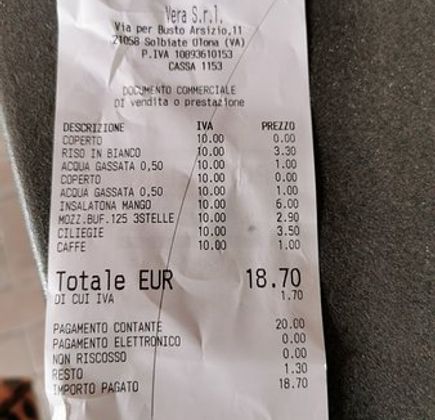 Vera S.r.l.
Via per Busto Arsizio,11
21058 Solbiate Olona (VA)
P.IVA 10893610153
CASSA 1153
DOCUMENTO COMMERCIALE
DI vendita o prestazione
DESCRIZIONE IVA PREZZO
COPERTO 10.00 0.00
RISO IN BIANCO 10.00 3.30
ACQUA GASSATA 0,50 10.00 1.00
COPERTO 10.00 0.00
ACQUA GASSATA 0,50 10.00 1.00
INSALATONA MANGO 10.00 6.00
MOZZ.BUF.125 3STELLE 10.00 2.90
CILIEGIE 10.00 3.50
CAFFE 10.00 1.00
Totale EUR 18.70
DI CUI IVA 1.70
PAGAMENTO CONTANTE 20.00
PAGAMENTO ELETTRONICO 0.00
NON RISCOSSO 0.00
RESTO 1.30
IMPORTO PAGATO 18.70